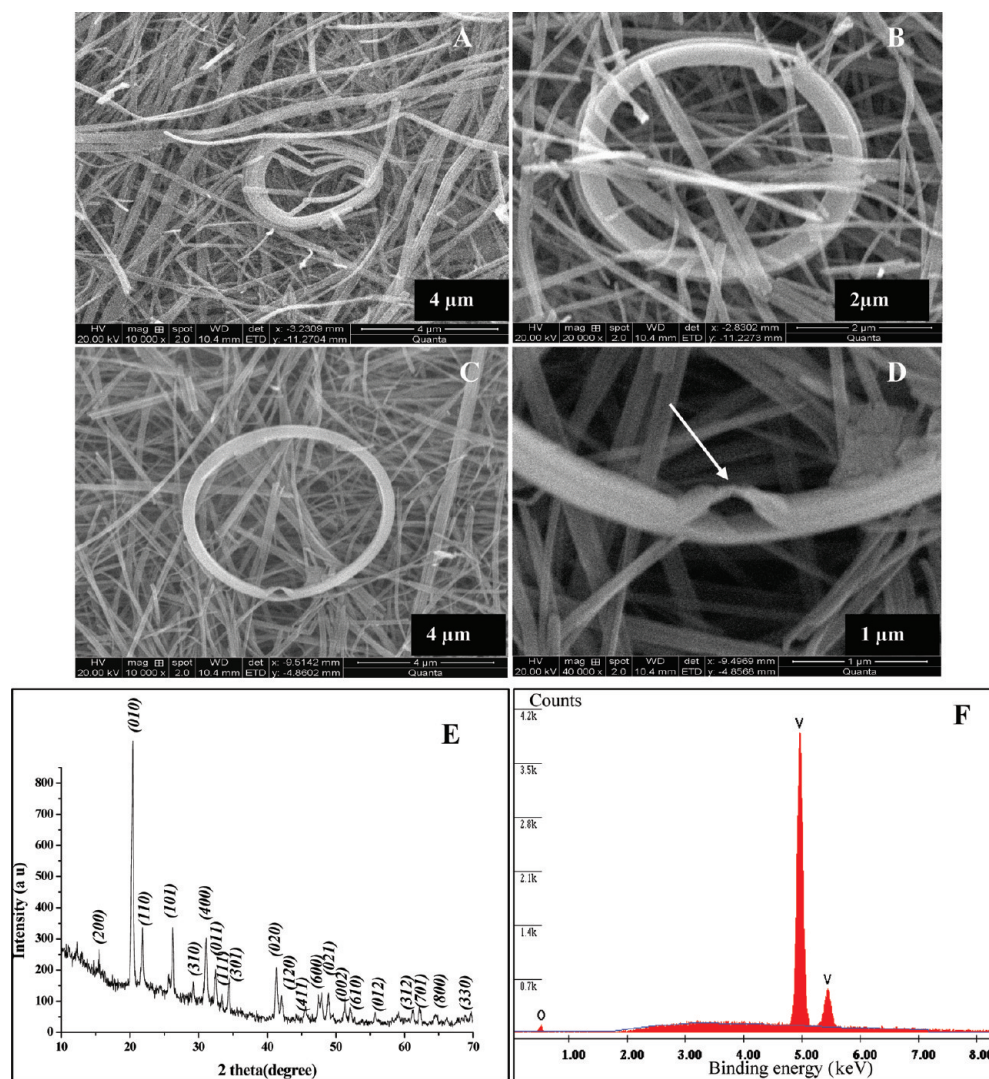 A
4 µm
HV mag ⊞ spot WD det x: -3.2309 mm 4 µm
20.00 kV 10 000 x 2.0 10.4 mm ETD y: -11.2704 mm Quanta
B
2µm
HV mag ⊞ spot WD det x: -2.8302 mm 2 µm
20.00 kV 20 000 x 2.0 10.4 mm ETD y: -11.2273 mm Quanta
C
4 µm
HV mag ⊞ spot WD det x: -9.5142 mm 4 µm
20.00 kV 10 000 x 2.0 10.4 mm ETD y: -4.8602 mm Quanta
D
1 µm
HV mag ⊞ spot WD det x: -9.4969 mm 1 µm
20.00 kV 40 000 x 2.0 10.4 mm ETD y: -4.8568 mm Quanta
E
Intensity (a u)
800
700
600
500
400
300
200
100
0
(200)
(010)
(110)
(101)
(310)
(400)
(011)
(111)
(301)
(020)
(120)
(411)
(600)
(021)
(002)
(610)
(012)
(312)
(701)
(800)
(330)
10 20 30 40 50 60 70
2 theta(degree)
Counts
F
4.2k
3.5k
2.8k
2.1k
1.4k
0.7k
O
V
V
1.00 2.00 3.00 4.00 5.00 6.00 7.00 8.00
Binding energy (keV)